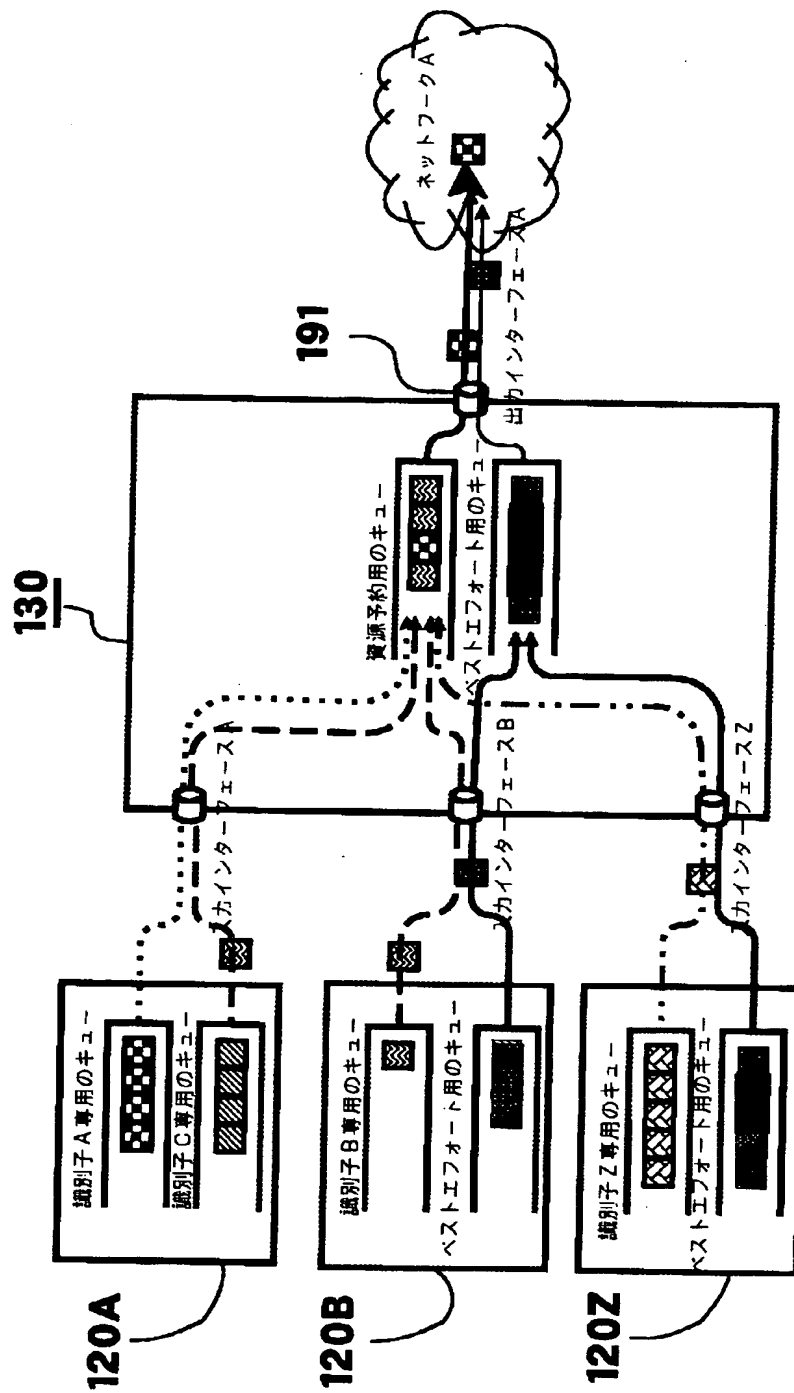 130
191
ネットワークA
出力インターフェースA
資源予約用のキュー
ベストエフォート用のキュー
入力インターフェースA
入力インターフェースB
入力インターフェースZ
識別子A専用のキュー
識別子C専用のキュー
120A
識別子B専用のキュー
ベストエフォート用のキュー
120B
識別子Z専用のキュー
ベストエフォート用のキュー
120Z